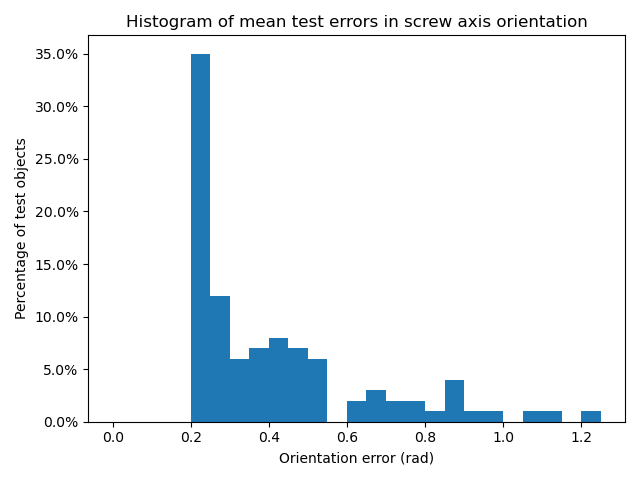 Histogram of mean test errors in screw axis orientation
35.0%
30.0%
25.0%
20.0%
15.0%
10.0%
5.0%
0.0%
Percentage of test objects
0.0 0.2 0.4 0.6 0.8 1.0 1.2
Orientation error (rad)